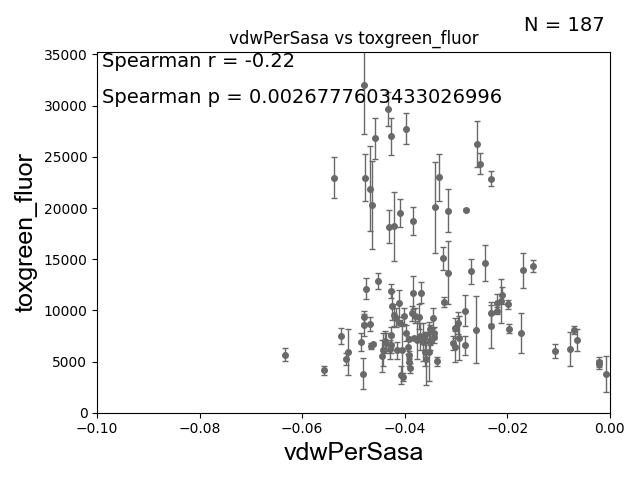 N = 187
vdwPerSasa vs toxgreen_fluor
Spearman r = -0.22
Spearman p = 0.0026777603433026996
toxgreen_fluor
35000
30000
25000
20000
15000
10000
5000
0
−0.10 −0.08 −0.06 −0.04 −0.02 0.00
vdwPerSasa